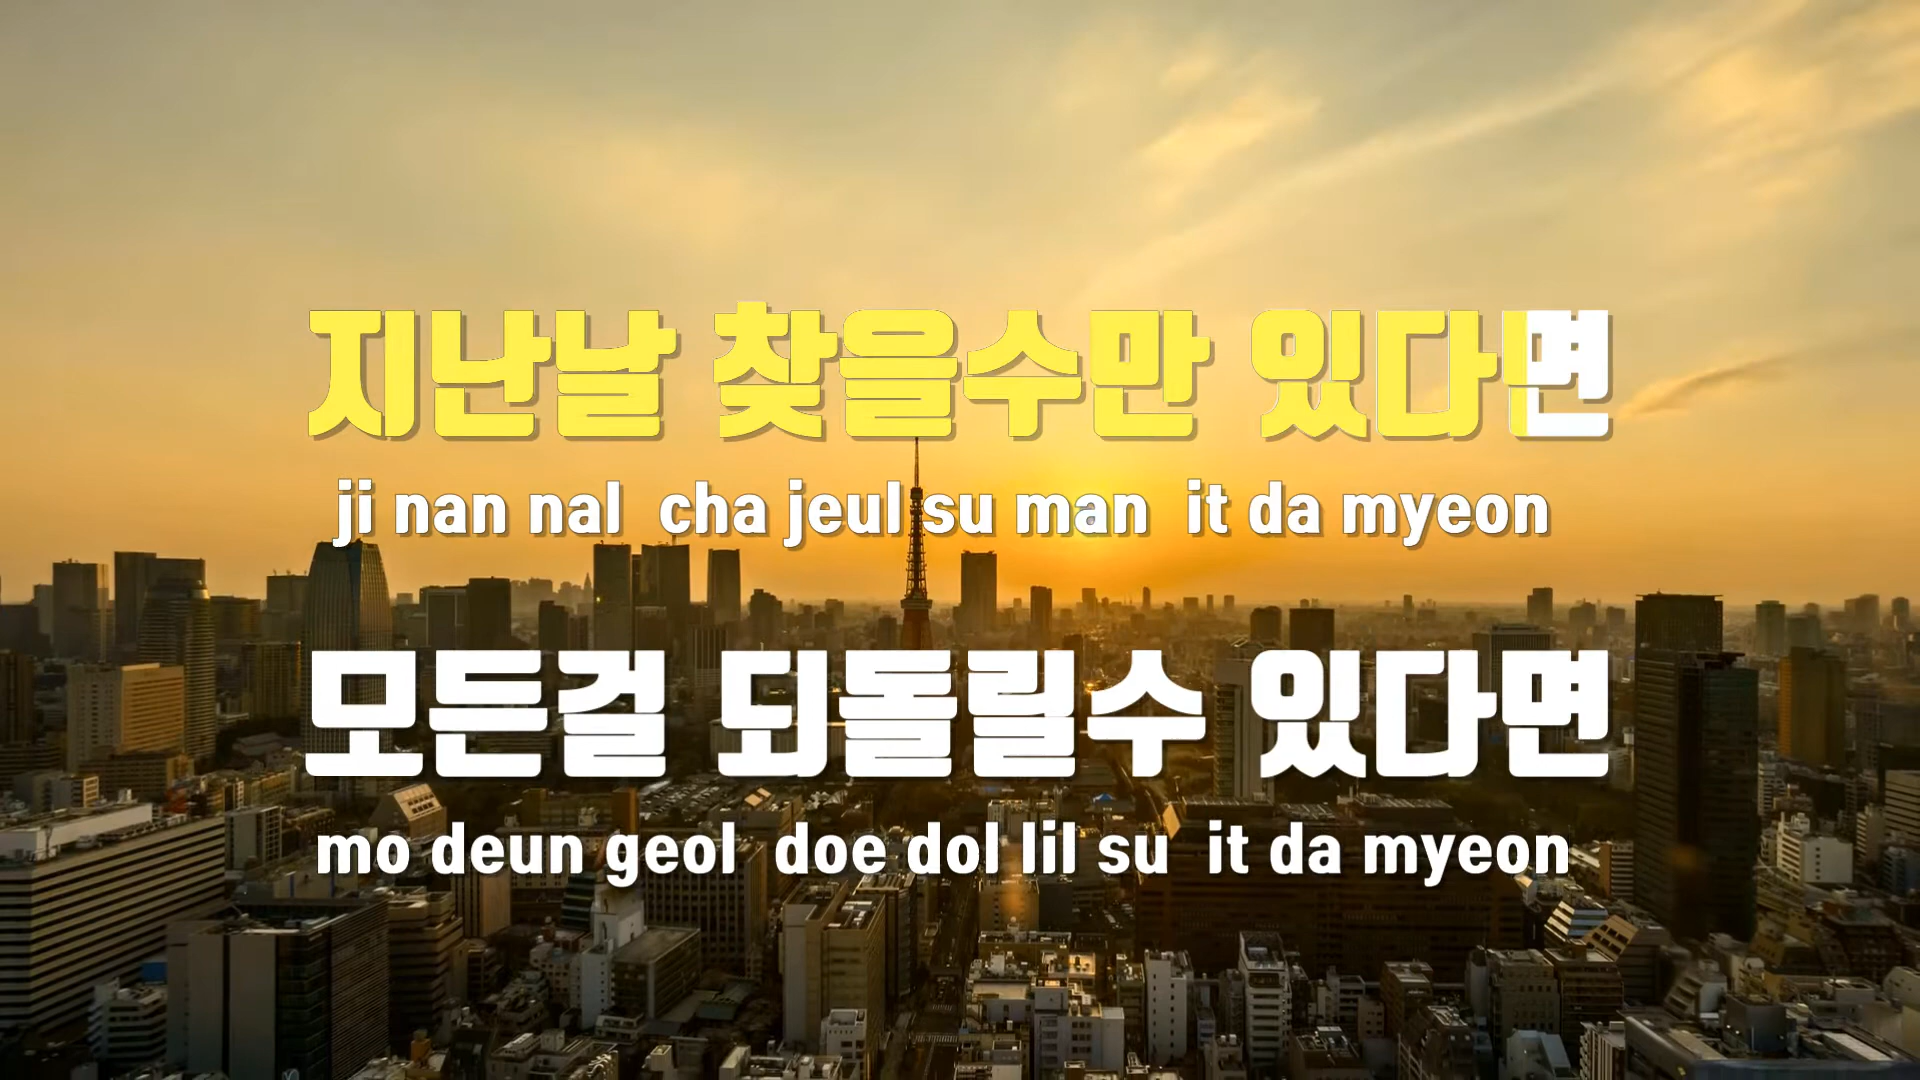 지난날 찾을수만 있다면
ji nan nal cha jeul su man it da myeon
모든걸 되돌릴수 있다면
mo deun geol doe dol lil su it da myeon